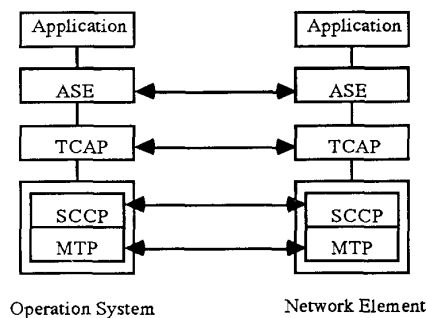 Application Application
ASE ASE
TCAP TCAP
SCCP SCCP
MTP MTP
Operation System Network Element